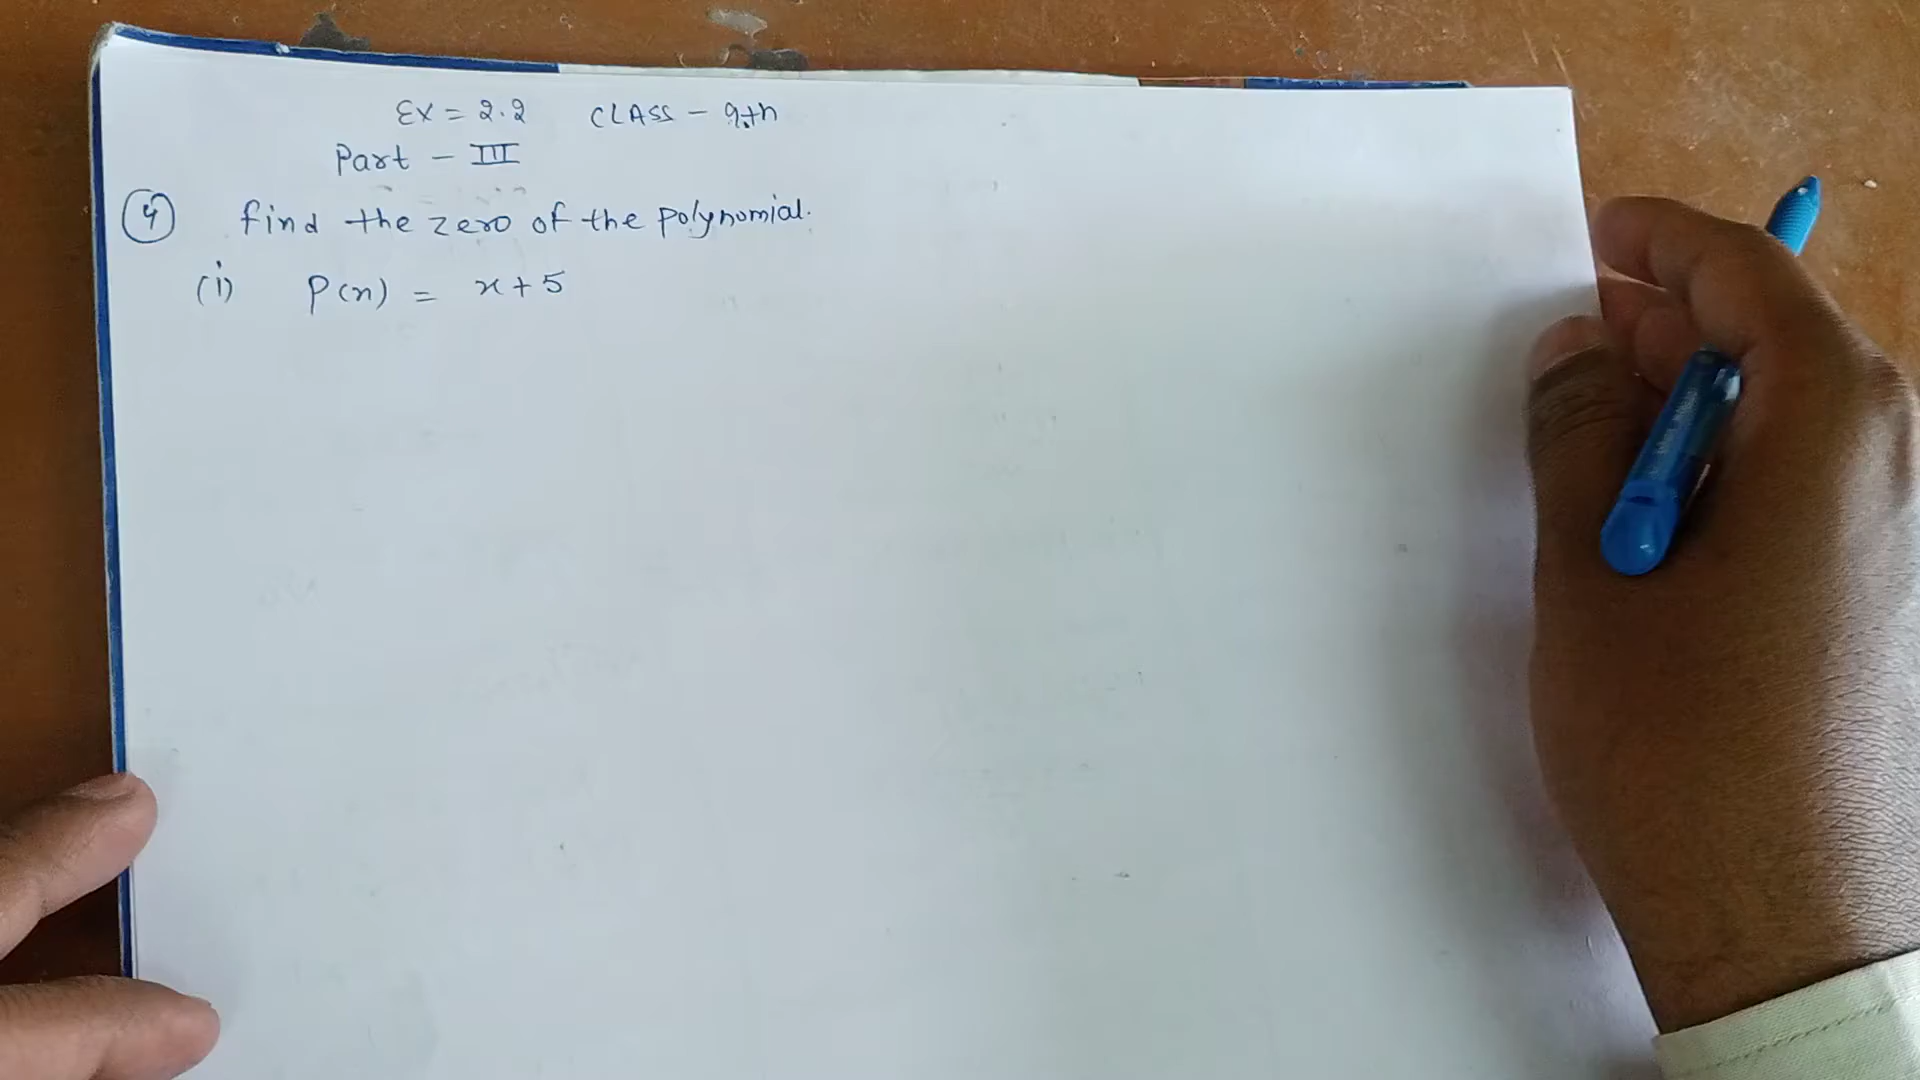 Ex = 2.2 CLASS - 9th
Part - III
4 find the zero of the polynomial.
(i) P(x) = x + 5